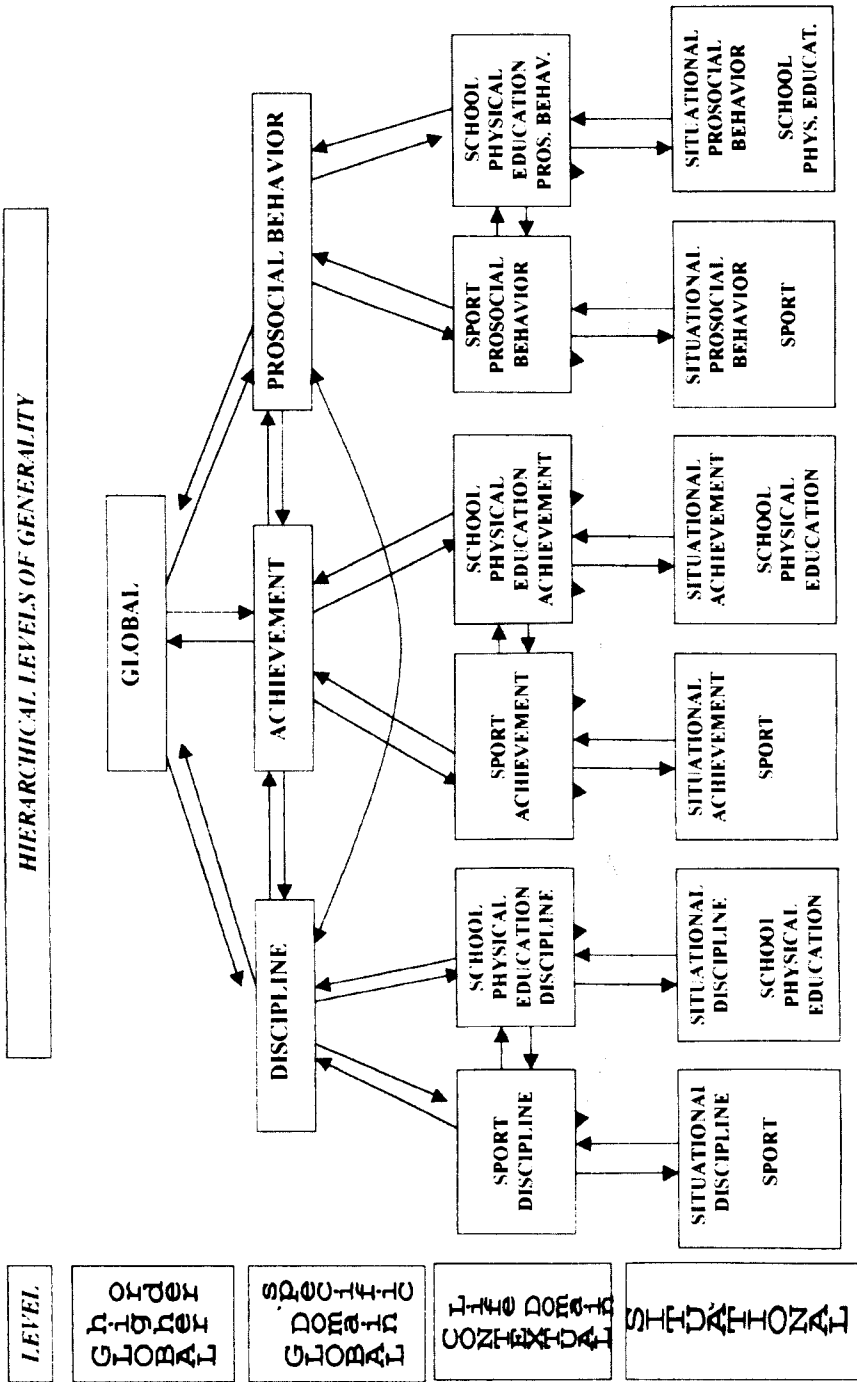 HIERARCHICAL LEVELS OF GENERALITY
LEVEL
GLOBAL
higher
order
GLOBAL
PROSOCIAL BEHAVIOR
ACHIEVEMENT
DISCIPLINE
GLOBAL
Domain
specific
SCHOOL
PHYSICAL
EDUCATION
PROS. BEHAV.
SPORT
PROSOCIAL
BEHAVIOR
SCHOOL
PHYSICAL
EDUCATION
ACHIEVEMENT
SPORT
ACHIEVEMENT
SCHOOL
PHYSICAL
EDUCATION
DISCIPLINE
SPORT
DISCIPLINE
CONTEXTUAL
Life Domain
SITUATIONAL
PROSOCIAL
BEHAVIOR
SCHOOL
PHYS. EDUCAT.
SITUATIONAL
PROSOCIAL
BEHAVIOR
SPORT
SITUATIONAL
ACHIEVEMENT
SCHOOL
PHYSICAL
EDUCATION
SITUATIONAL
ACHIEVEMENT
SPORT
SITUATIONAL
DISCIPLINE
SCHOOL
PHYSICAL
EDUCATION
SITUATIONAL
DISCIPLINE
SPORT
SITUATIONAL